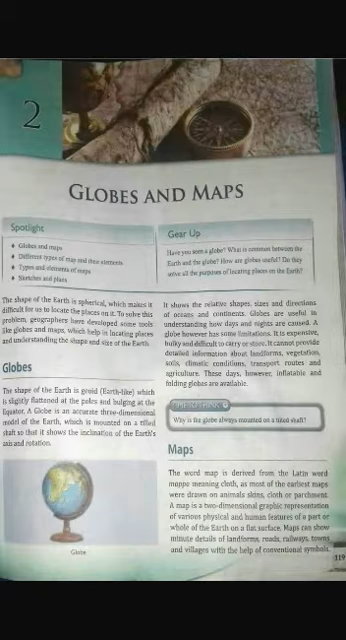 2
GLOBES AND MAPS
Spotlight
Globes and maps
Different types of map and their elements
Types and elements of maps
Sketches and plans
Gear Up
Have you seen a globe? What is common between the
Earth and the globe? How are globes useful? Do they
solve all the purposes of locating places on the Earth?
The shape of the Earth is spherical, which makes it
difficult for us to locate the places on it. To solve this
problem, geographers have developed some tools
like globes and maps, which help in locating places
and understanding the shape and size of the Earth.
Globes
The shape of the Earth is geoid (Earth-like) which
is slightly flattened at the poles and bulging at the
Equator. A Globe is an accurate three-dimensional
model of the Earth, which is mounted on a tilted
shaft so that it shows the inclination of the Earth's
axis and rotation.
Globe
It shows the relative shapes, sizes and directions
of oceans and continents. Globes are useful in
understanding how days and nights are caused. A
globe however has some limitations. It is expensive,
bulky and difficult to carry or store. It cannot provide
detailed information about landforms, vegetation,
soils, climatic conditions, transport routes and
agriculture. These days, however, inflatable and
folding globes are available.
Why is the globe always mounted on a tilted shaft?
Maps
The word map is derived from the Latin word
mappa meaning cloth, as most of the earliest maps
were drawn on animals skins, cloth or parchment.
A map is a two-dimensional graphic representation
of various physical and human features of a part or
whole of the Earth on a flat surface. Maps can show
minute details of landforms, roads, railways, towns
and villages with the help of conventional symbols.
119